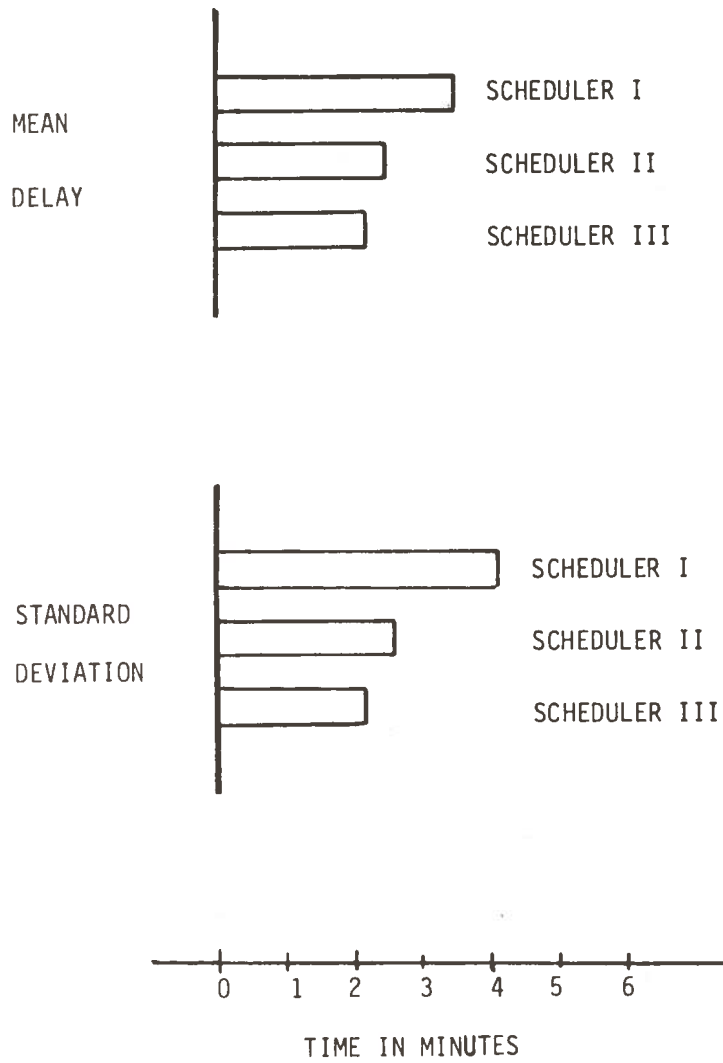 MEAN
DELAY
SCHEDULER I
SCHEDULER II
SCHEDULER III
STANDARD
DEVIATION
SCHEDULER I
SCHEDULER II
SCHEDULER III
0 1 2 3 4 5 6
TIME IN MINUTES